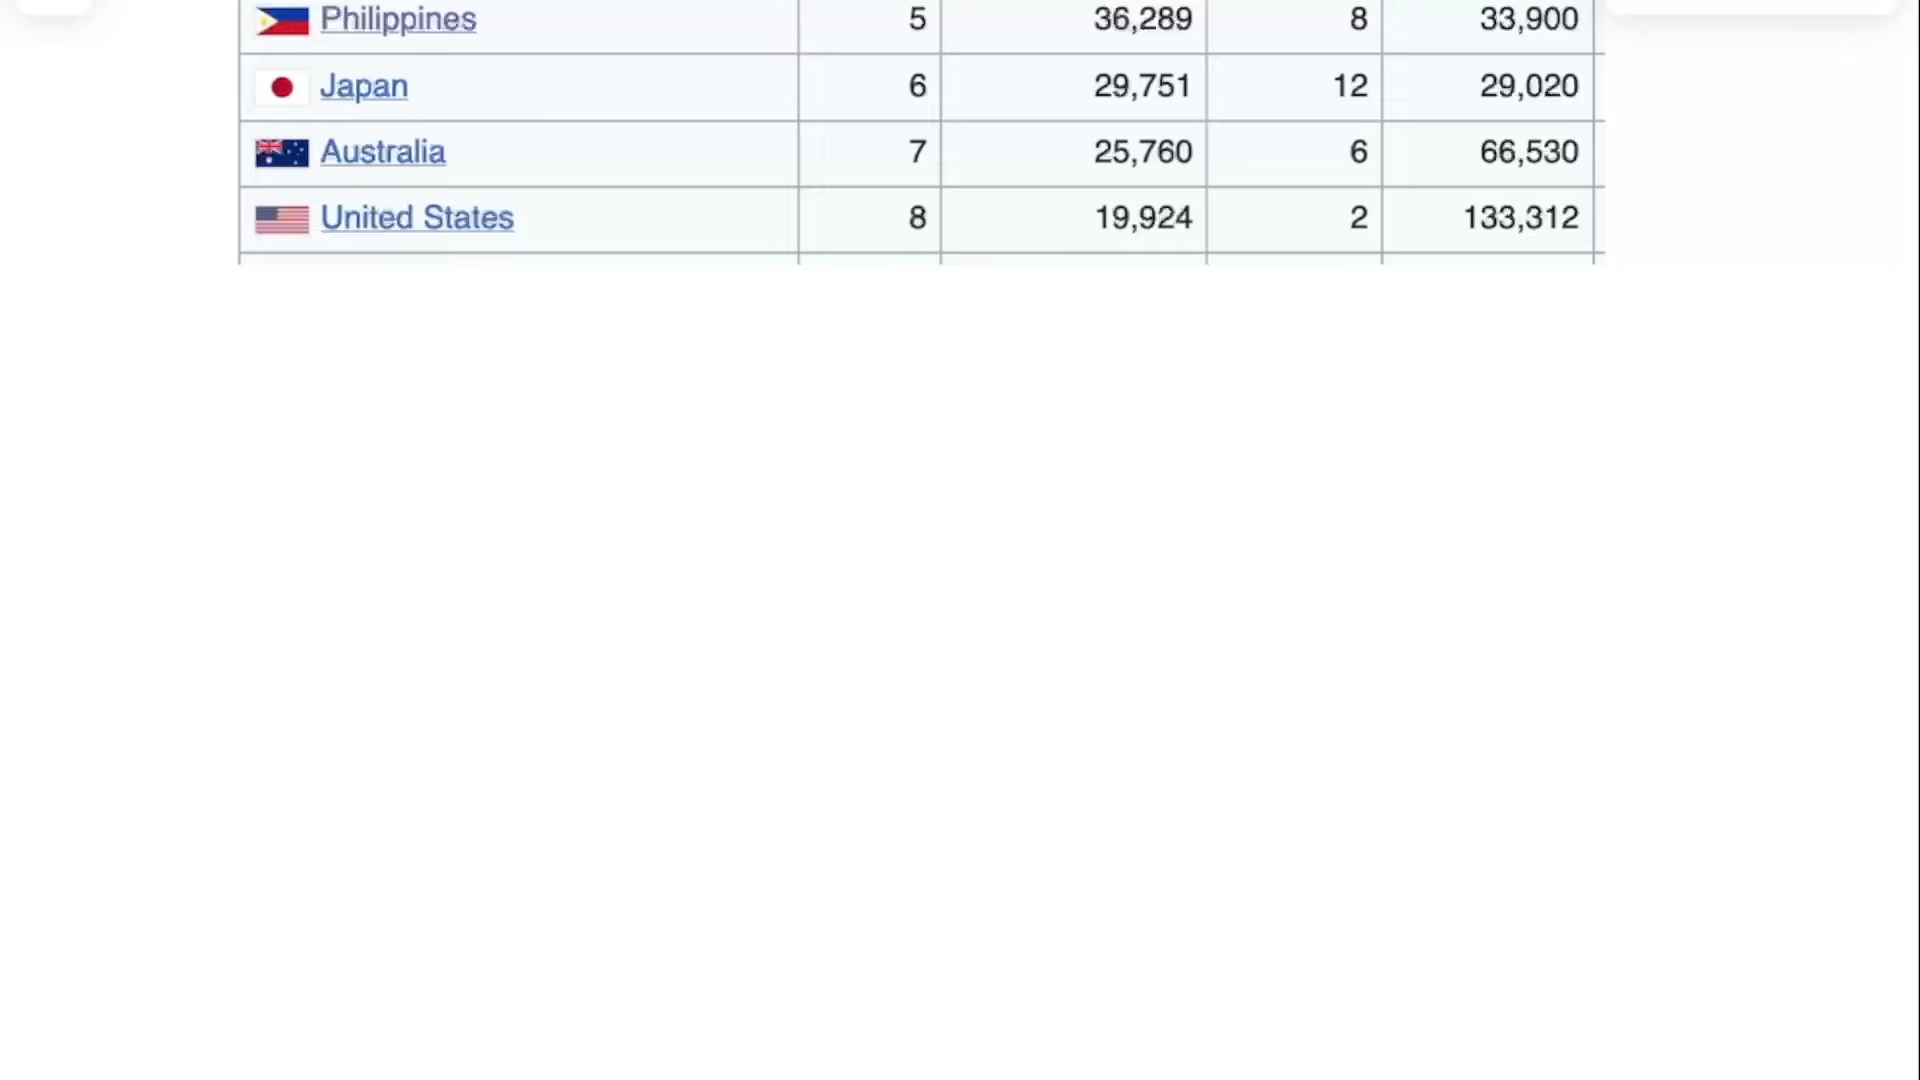 Philippines 5 36,289 8 33,900
Japan 6 29,751 12 29,020
Australia 7 25,760 6 66,530
United States 8 19,924 2 133,312